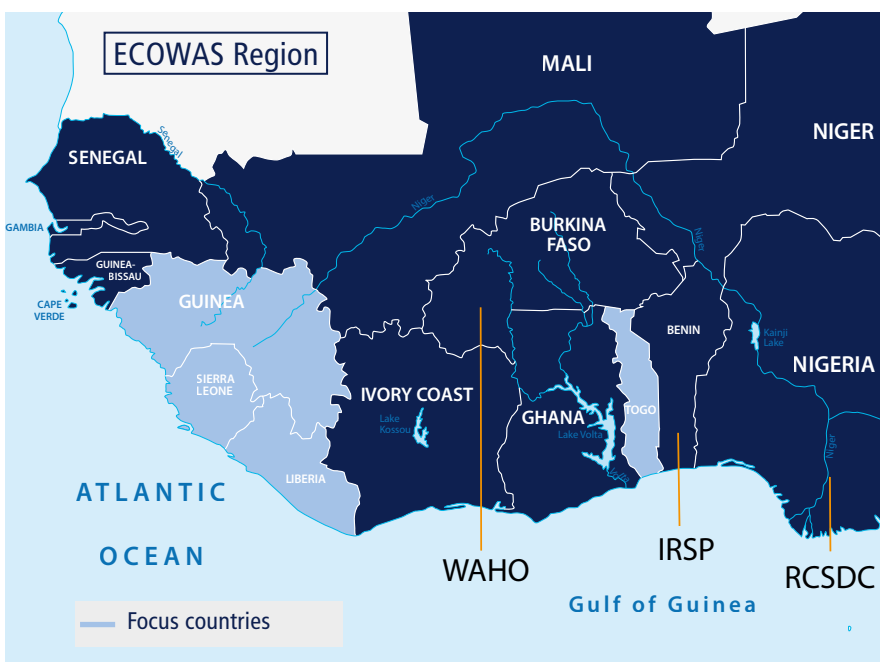 ECOWAS Region
MALI
NIGER
Senegal
SENEGAL
Niger
GAMBIA
BURKINA
FASO
Niger
GUINEA-
BISSAU
CAPE
VERDE
GUINEA
BENIN
Kainji
Lake
NIGERIA
SIERRA
LEONE
IVORY COAST
Lake
Kossou
GHANA
Lake Volta
TOGO
Niger
LIBERIA
Volta
ATLANTIC
OCEAN
WAHO
IRSP
RCSDC
Gulf of Guinea
Focus countries
D